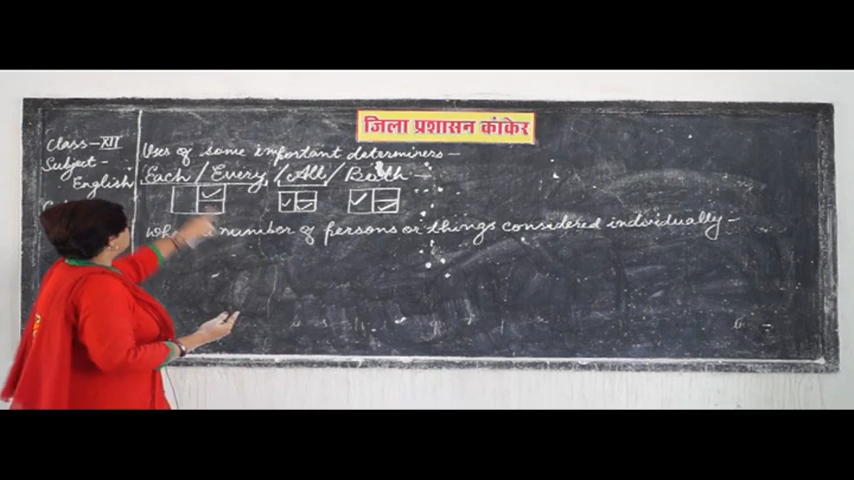 जिला प्रशासन कांकेर
Class-XII
Subject-
English
Uses of some important determiners-
Each/Every/All/Both-
number of persons or things considered individually-